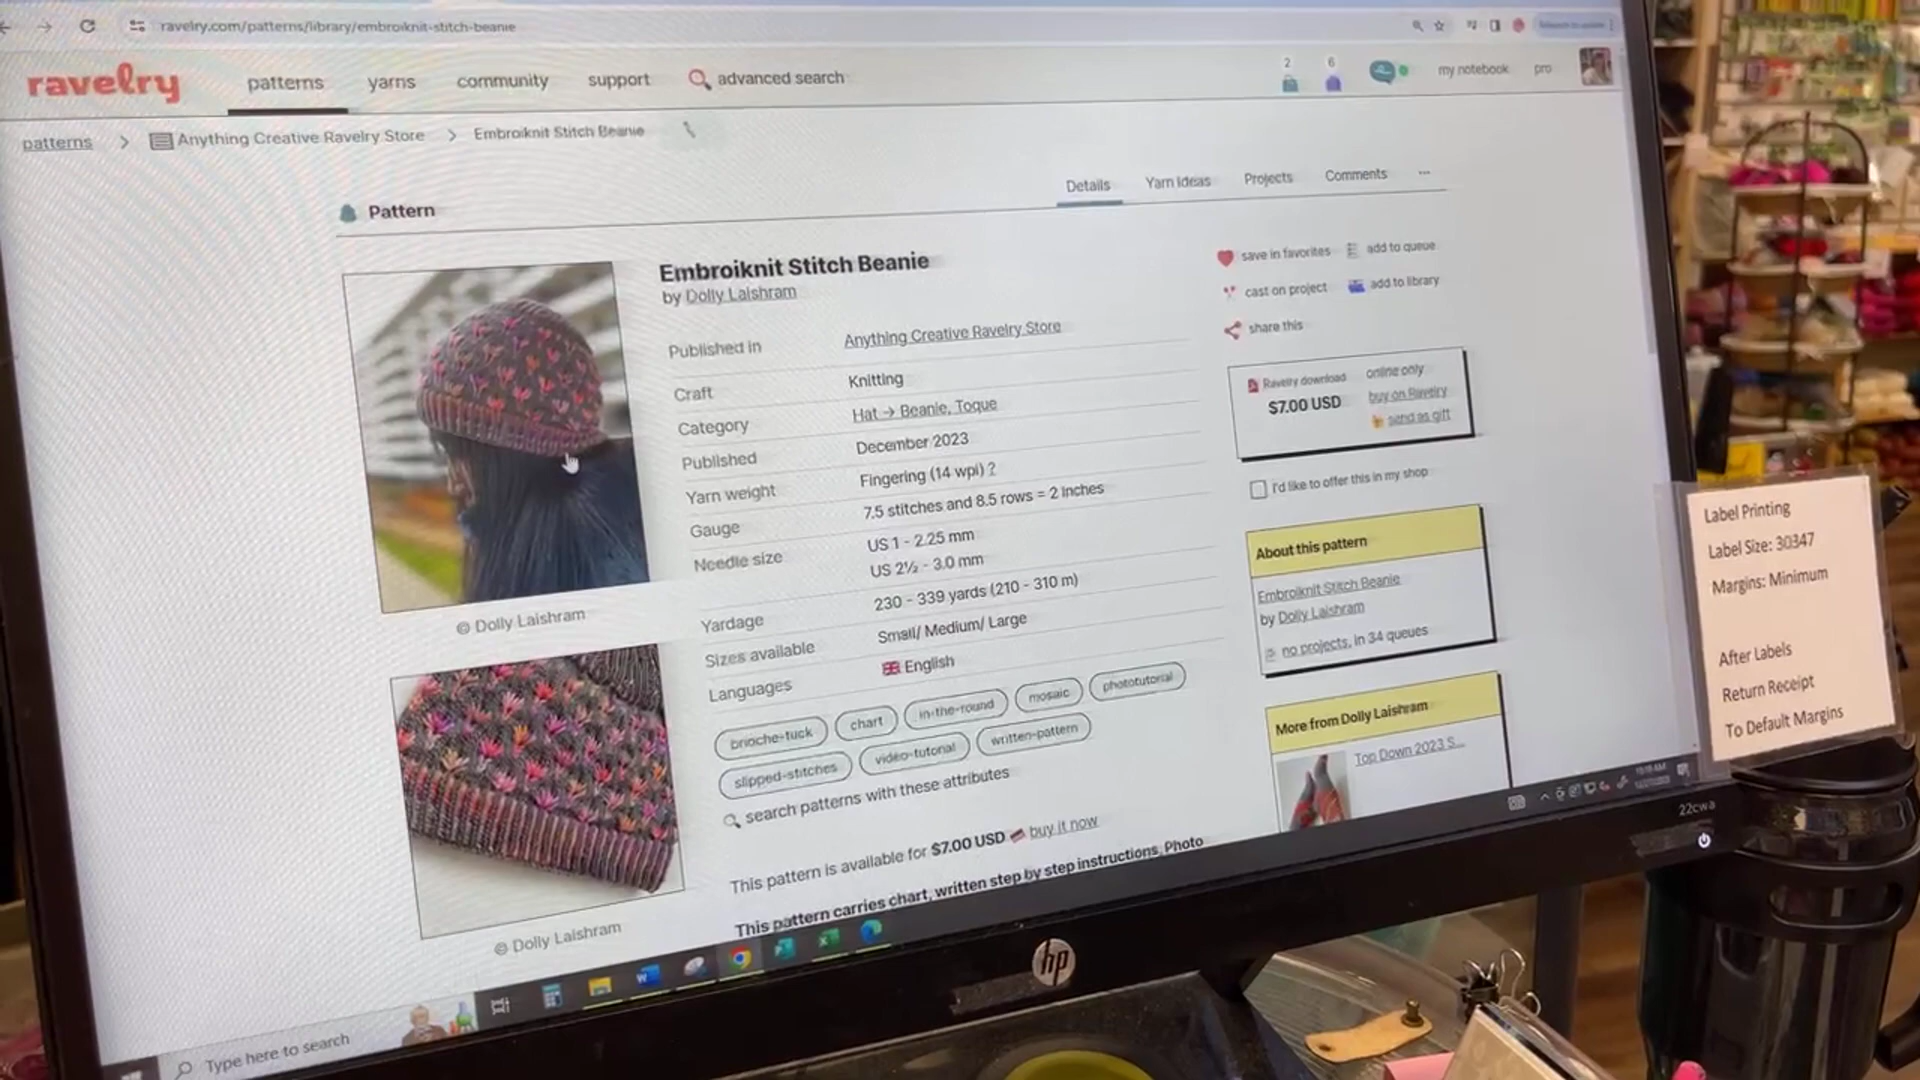 ravelry.com/patterns/library/embroiknit-stitch-beanie
ravelry
patterns
yarns
community
support
advanced search
2
6
my notebook
pro
patterns > Anything Creative Ravelry Store > Embroiknit Stitch Beanie
Details
Yarn Ideas
Projects
Comments
...
Pattern
Embroiknit Stitch Beanie
by Dolly Laishram
Published in Anything Creative Ravelry Store
Craft Knitting
Category Hat → Beanie, Toque
Published December 2023
Yarn weight Fingering (14 wpi) ?
Gauge 7.5 stitches and 8.5 rows = 2 inches
Needle size US 1 - 2.25 mm
US 2½ - 3.0 mm
Yardage 230 - 339 yards (210 - 310 m)
Sizes available Small/ Medium/ Large
Languages English
brioche-tuck
chart
in-the-round
mosaic
phototutorial
slipped-stitches
video-tutorial
written-pattern
search patterns with these attributes
This pattern is available for $7.00 USD buy it now
This pattern carries chart, written step by step instructions, Photo
© Dolly Laishram
© Dolly Laishram
save in favorites
add to queue
cast on project
add to library
share this
Ravelry download
$7.00 USD
online only
buy on Ravelry
send as gift
I'd like to offer this in my shop
About this pattern
Embroiknit Stitch Beanie
by Dolly Laishram
no projects, in 34 queues
More from Dolly Laishram
Top Down 2023 S...
Type here to search
hp
22cwa
Label Printing
Label Size: 30347
Margins: Minimum
After Labels
Return Receipt
To Default Margins